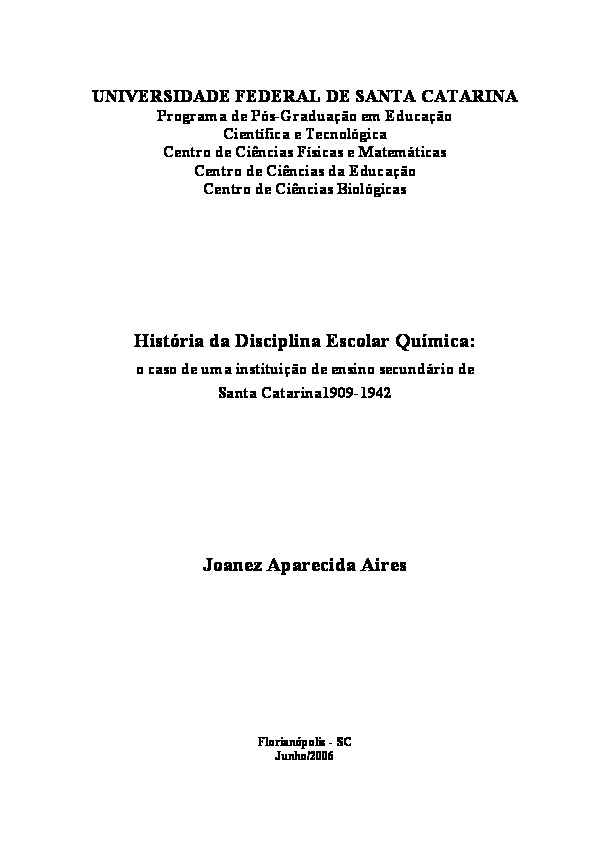 UNIVERSIDADE FEDERAL DE SANTA CATARINA
Programa de Pós-Graduação em Educação
Científica e Tecnológica
Centro de Ciências Físicas e Matemáticas
Centro de Ciências da Educação
Centro de Ciências Biológicas
História da Disciplina Escolar Química:
o caso de uma instituição de ensino secundário de
Santa Catarina1909-1942
Joanez Aparecida Aires
Florianópolis - SC
Junho/2006